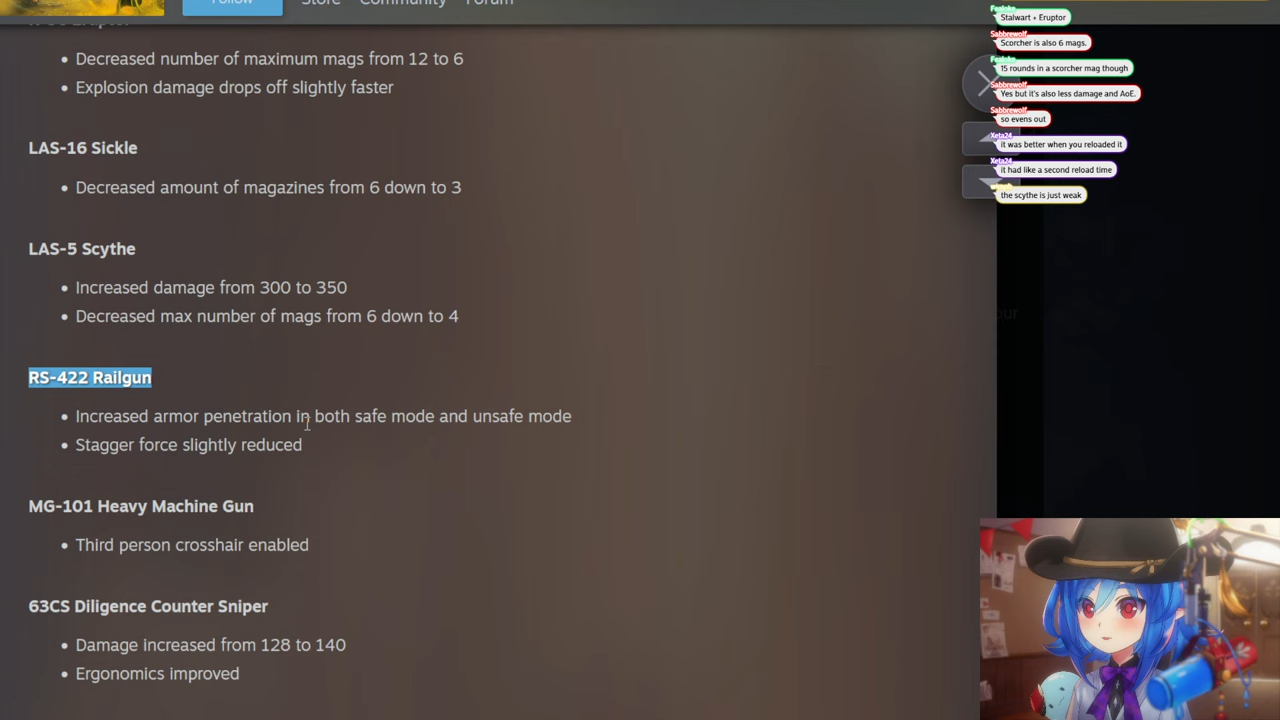 Follow
Store Community Forum
Decreased number of maximum mags from 12 to 6
Explosion damage drops off slightly faster
LAS-16 Sickle
Decreased amount of magazines from 6 down to 3
LAS-5 Scythe
Increased damage from 300 to 350
Decreased max number of mags from 6 down to 4
RS-422 Railgun
Increased armor penetration in both safe mode and unsafe mode
Stagger force slightly reduced
MG-101 Heavy Machine Gun
Third person crosshair enabled
63CS Diligence Counter Sniper
Damage increased from 128 to 140
Ergonomics improved
Stalwart + Eruptor
Sabbrewolf
Scorcher is also 6 mags.
15 rounds in a scorcher mag though
Sabbrewolf
Yes but it's also less damage and AoE.
Sabbrewolf
so evens out
Xeta24
it was better when you reloaded it
Xeta24
it had like a second reload time
the scythe is just weak